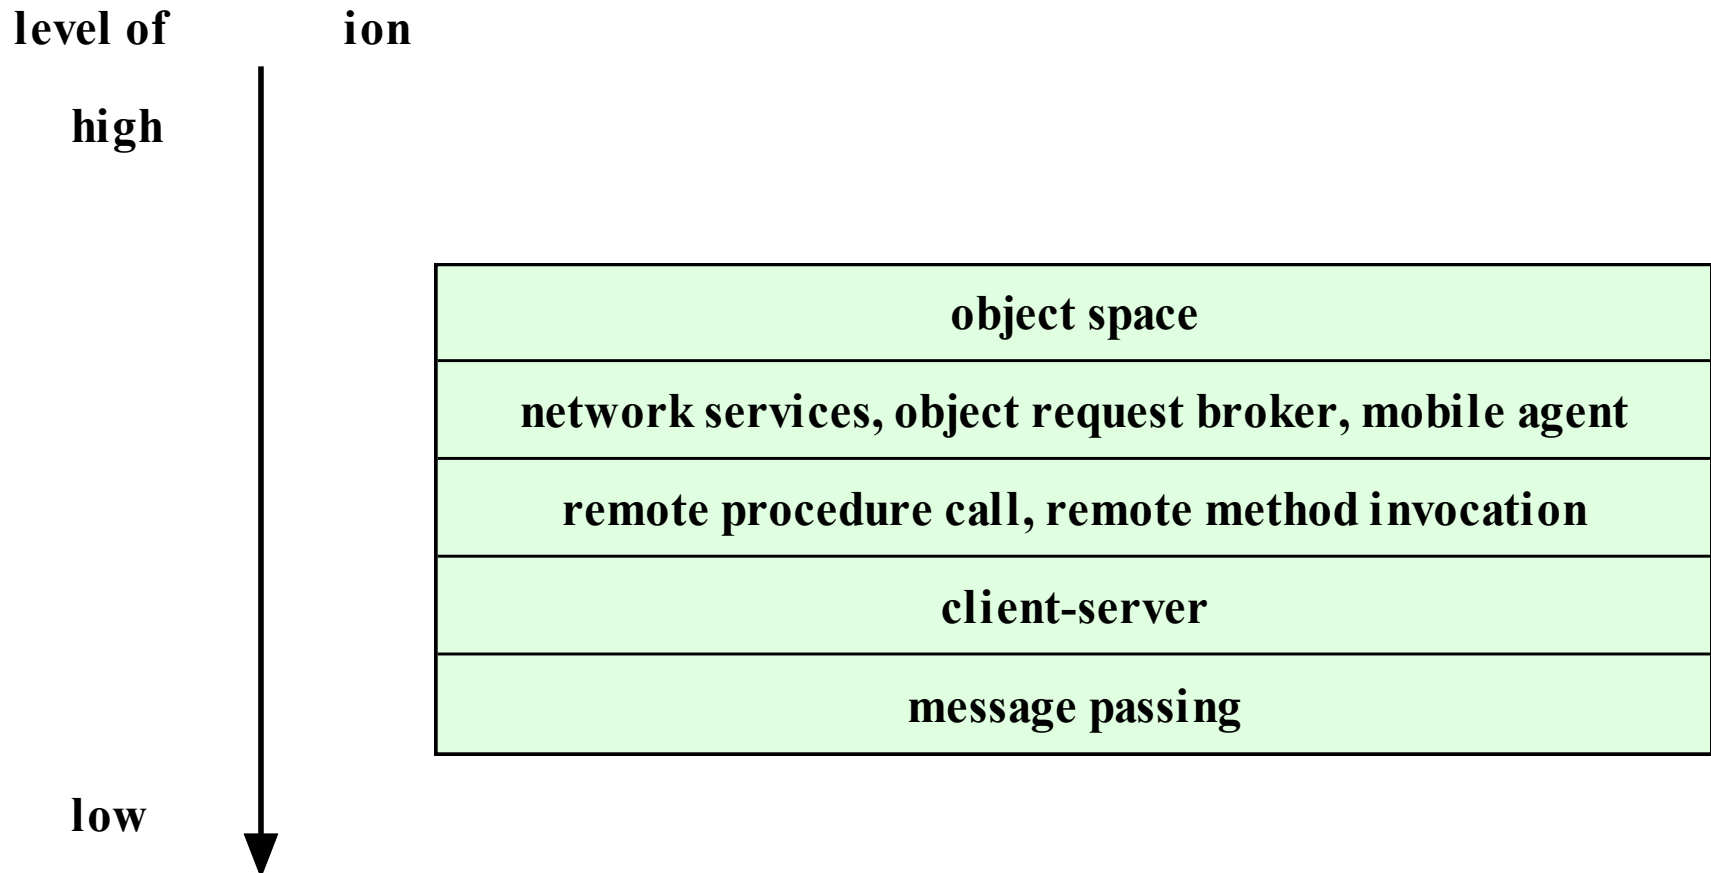 level of ion
high
object space
network services, object request broker, mobile agent
remote procedure call, remote method invocation
client-server
message passing
low